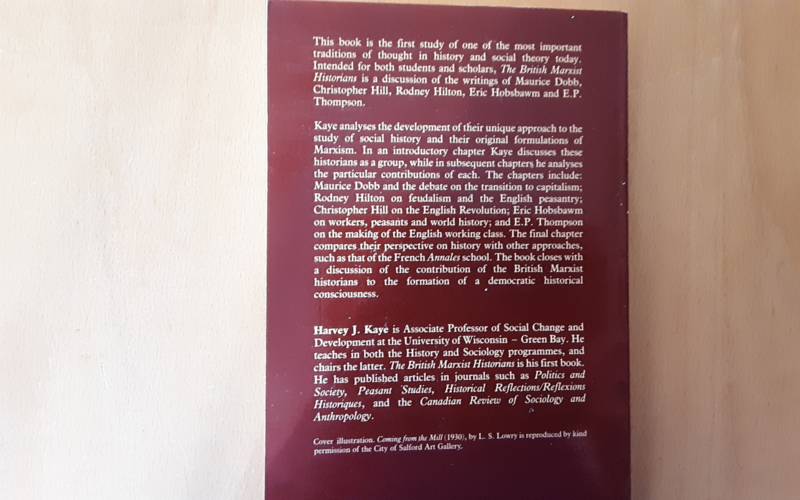 This book is the first study of one of the most important
traditions of thought in history and social theory today.
Intended for both students and scholars, The British Marxist
Historians is a discussion of the writings of Maurice Dobb,
Christopher Hill, Rodney Hilton, Eric Hobsbawm and E.P.
Thompson.
Kaye analyses the development of their unique approach to the
study of social history and their original formulations of
Marxism. In an introductory chapter Kaye discusses these
historians as a group, while in subsequent chapters he analyses
the particular contributions of each. The chapters include:
Maurice Dobb and the debate on the transition to capitalism;
Rodney Hilton on feudalism and the English peasantry;
Christopher Hill on the English Revolution; Eric Hobsbawm
on workers, peasants and world history; and E.P. Thompson
on the making of the English working class. The final chapter
compares their perspective on history with other approaches,
such as that of the French Annales school. The book closes with
a discussion of the contribution of the British Marxist
historians to the formation of a democratic historical
consciousness.
Harvey J. Kaye is Associate Professor of Social Change and
Development at the University of Wisconsin – Green Bay. He
teaches in both the History and Sociology programmes, and
chairs the latter. The British Marxist Historians is his first book.
He has published articles in journals such as Politics and
Society, Peasant Studies, Historical Reflections/Reflexions
Historiques, and the Canadian Review of Sociology and
Anthropology.
Cover illustration. Coming from the Mill (1930), by L. S. Lowry is reproduced by kind
permission of the City of Salford Art Gallery.